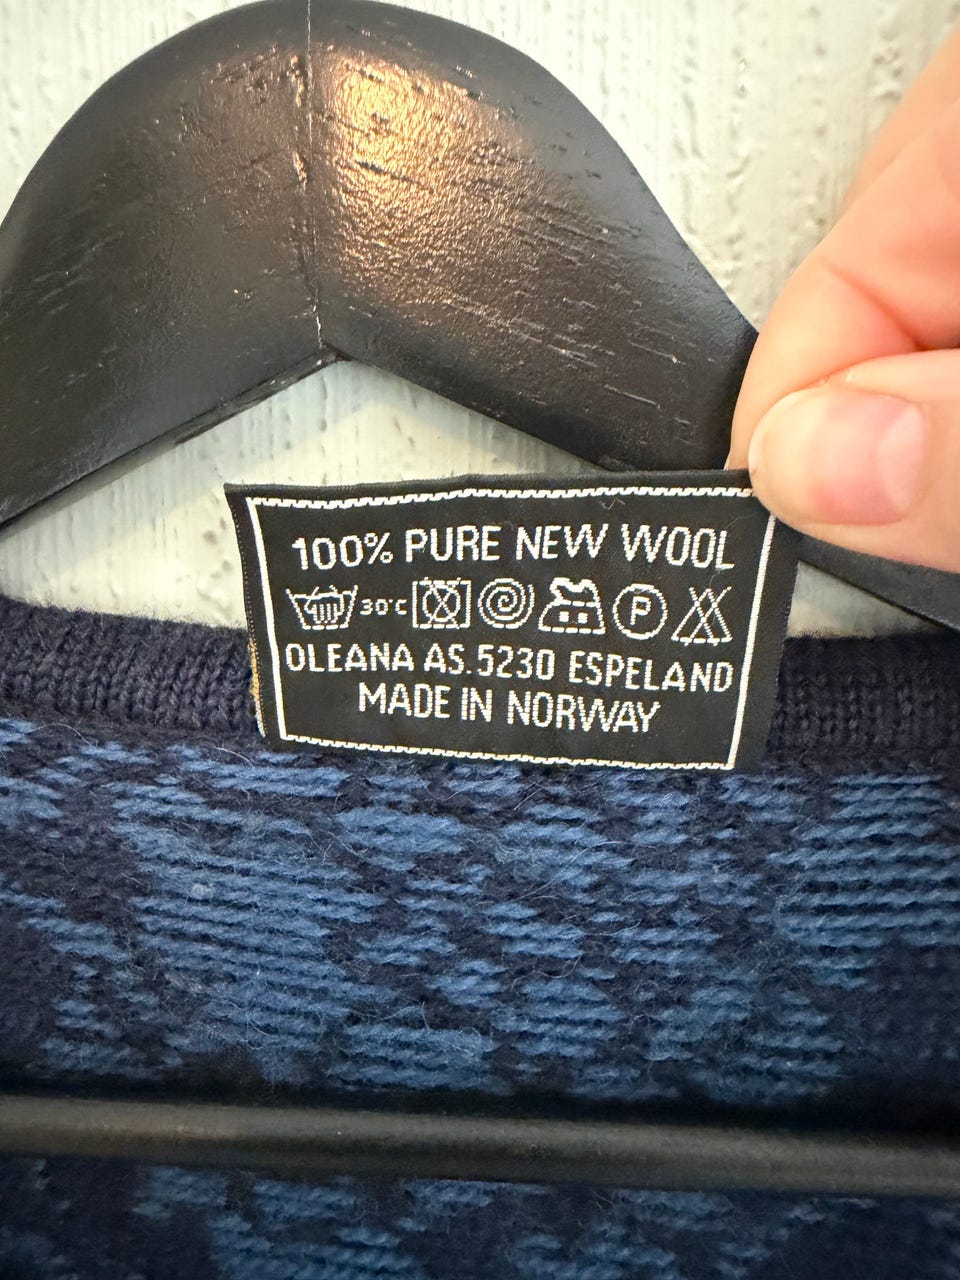 100% PURE NEW WOOL
30°C P
OLEANA AS. 5230 ESPELAND
MADE IN NORWAY